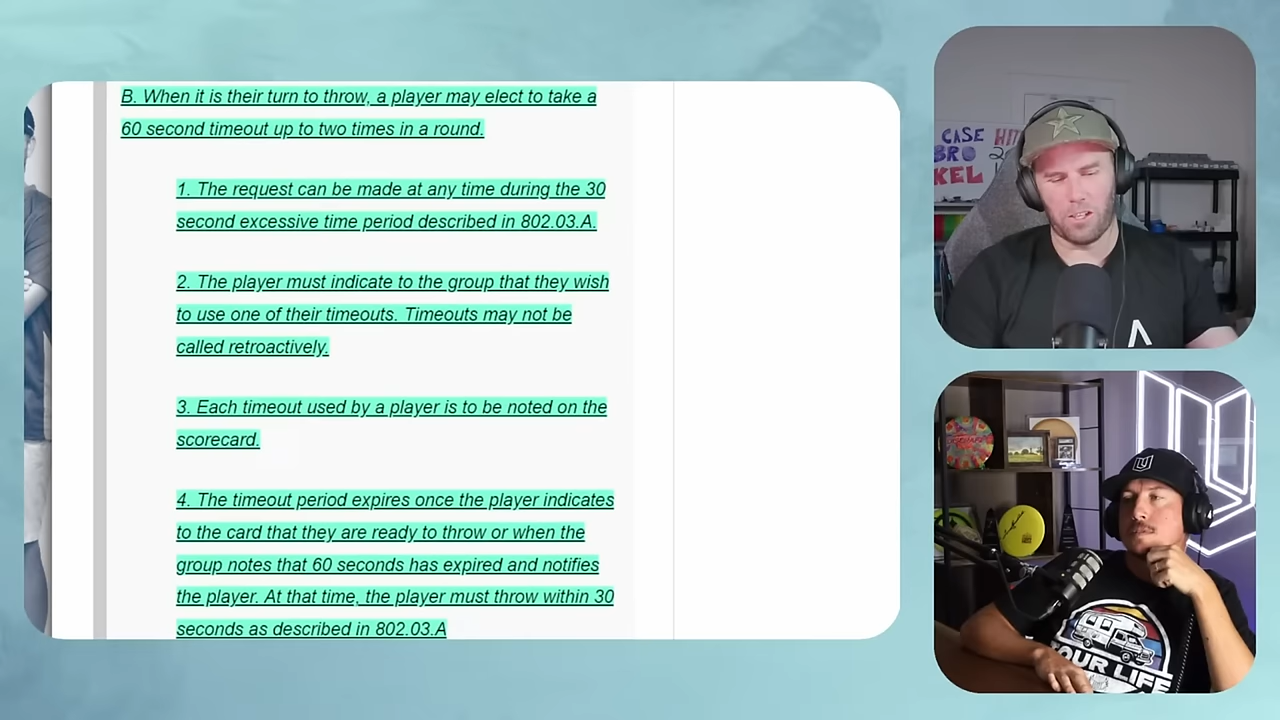 B. When it is their turn to throw, a player may elect to take a
60 second timeout up to two times in a round.
1. The request can be made at any time during the 30
second excessive time period described in 802.03.A.
2. The player must indicate to the group that they wish
to use one of their timeouts. Timeouts may not be
called retroactively.
3. Each timeout used by a player is to be noted on the
scorecard.
4. The timeout period expires once the player indicates
to the card that they are ready to throw or when the
group notes that 60 seconds has expired and notifies
the player. At that time, the player must throw within 30
seconds as described in 802.03.A
CASE
BRO
KEL
TOUR LIFE